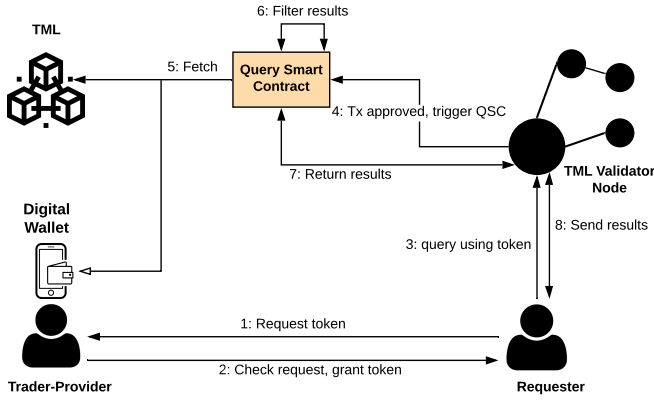 6: Filter results
TML
5: Fetch
Query Smart
Contract
4: Tx approved, trigger QSC
7: Return results
TML Validator
Node
Digital
Wallet
8: Send results
3: query using token
1: Request token
2: Check request, grant token
Trader-Provider
Requester